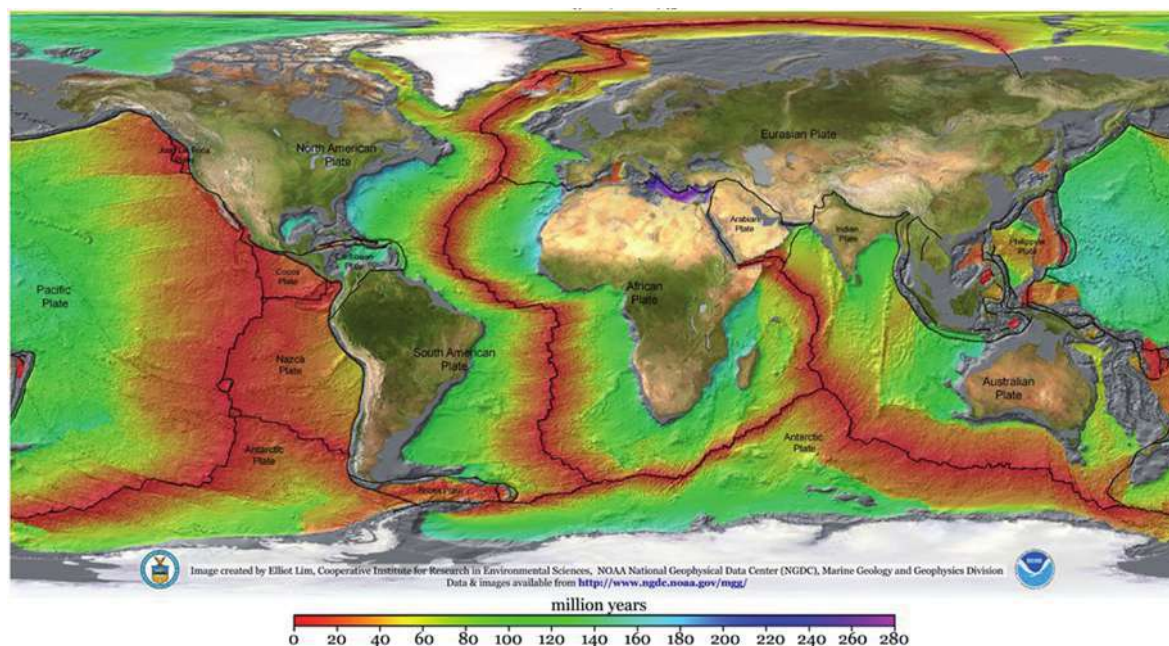 North American
Plate
Eurasian Plate
Arabian
Plate
Indian
Plate
Philippine
Plate
Caribbean
Plate
Cocos
Plate
Pacific
Plate
African
Plate
Nazca
Plate
South American
Plate
Australian
Plate
Antarctic
Plate
Antarctic
Plate
Scotia Plate
Image created by Elliot Lim, Cooperative Institute for Research in Environmental Sciences, NOAA National Geophysical Data Center (NGDC), Marine Geology and Geophysics Division
Data & images available from http://www.ngdc.noaa.gov/mgg/
million years
0 20 40 60 80 100 120 140 160 180 200 220 240 260 280